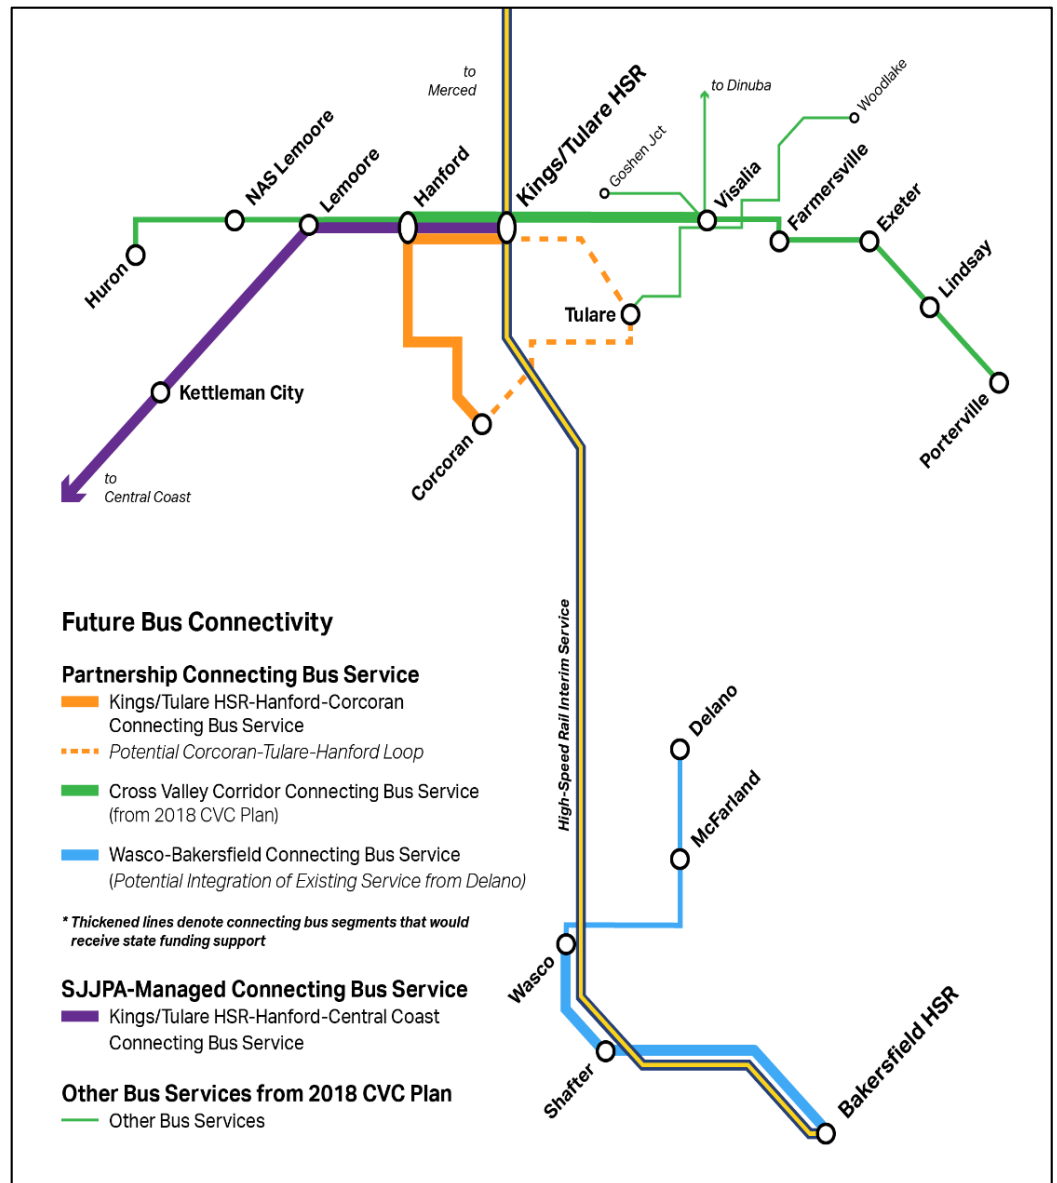 to
Merced
Kings/Tulare HSR
to Dinuba
Woodlake
Goshen Jct
NAS Lemoore
Lemoore
Hanford
Visalia
Farmersville
Exeter
Lindsay
Huron
Tulare
Kettleman City
Corcoran
Porterville
to
Central Coast
High-Speed Rail Interim Service
Future Bus Connectivity
Partnership Connecting Bus Service
Kings/Tulare HSR-Hanford-Corcoran
Connecting Bus Service
Potential Corcoran-Tulare-Hanford Loop
Cross Valley Corridor Connecting Bus Service
(from 2018 CVC Plan)
Wasco-Bakersfield Connecting Bus Service
(Potential Integration of Existing Service from Delano)
* Thickened lines denote connecting bus segments that would
receive state funding support
SJJPA-Managed Connecting Bus Service
Kings/Tulare HSR-Hanford-Central Coast
Connecting Bus Service
Other Bus Services from 2018 CVC Plan
Other Bus Services
Delano
McFarland
Wasco
Shafter
Bakersfield HSR